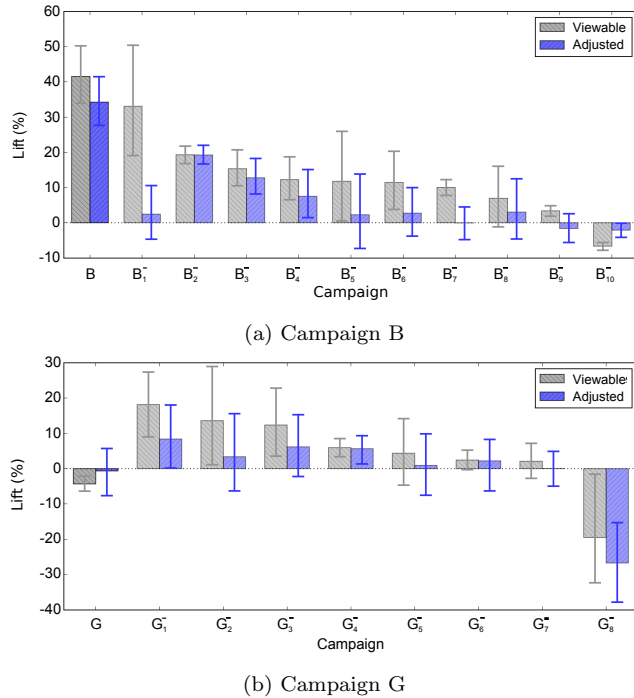 60
50
40
30
20
10
0
-10
Lift (%)
Viewable
Adjusted
B B₁⁻ B₂⁻ B₃⁻ B₄⁻ B₅⁻ B₆⁻ B₇⁻ B₈⁻ B₉⁻ B₁₀⁻
Campaign
(a) Campaign B
30
20
10
0
-10
-20
-30
-40
Lift (%)
Viewables
Adjusted
G G₁⁻ G₂⁻ G₃⁻ G₄⁻ G₅⁻ G₆⁻ G₇⁻ G₈⁻
Campaign
(b) Campaign G